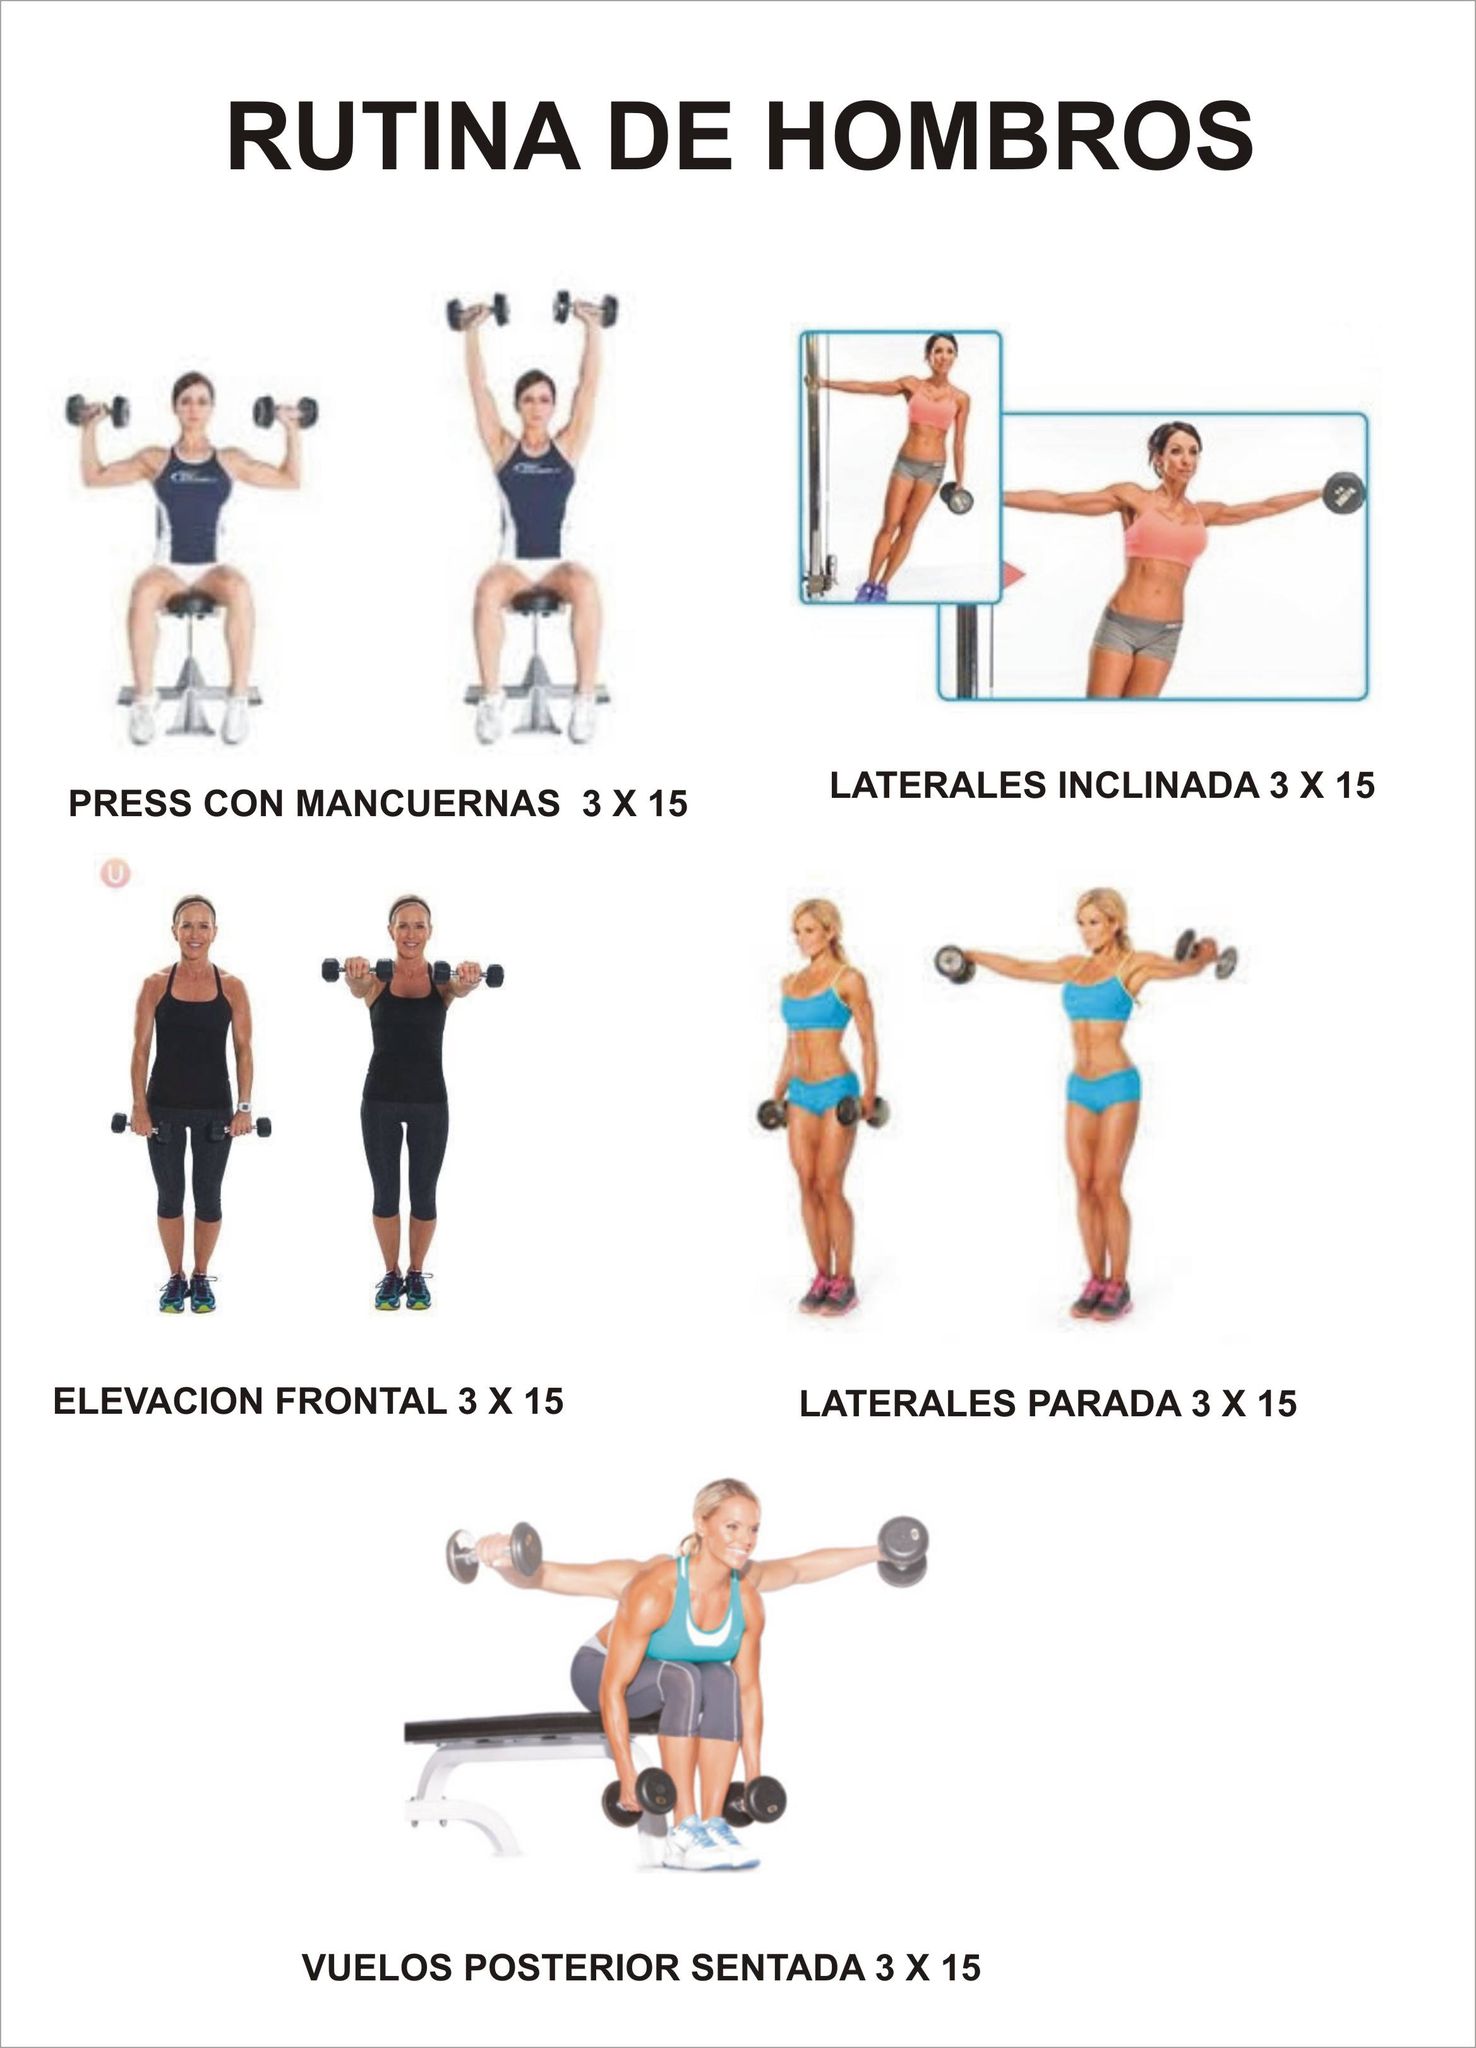 RUTINA DE HOMBROS
PRESS CON MANCUERNAS  3 X 15
LATERALES INCLINADA 3 X 15
U
ELEVACION FRONTAL 3 X 15
LATERALES PARADA 3 X 15
VUELOS POSTERIOR SENTADA 3 X 15